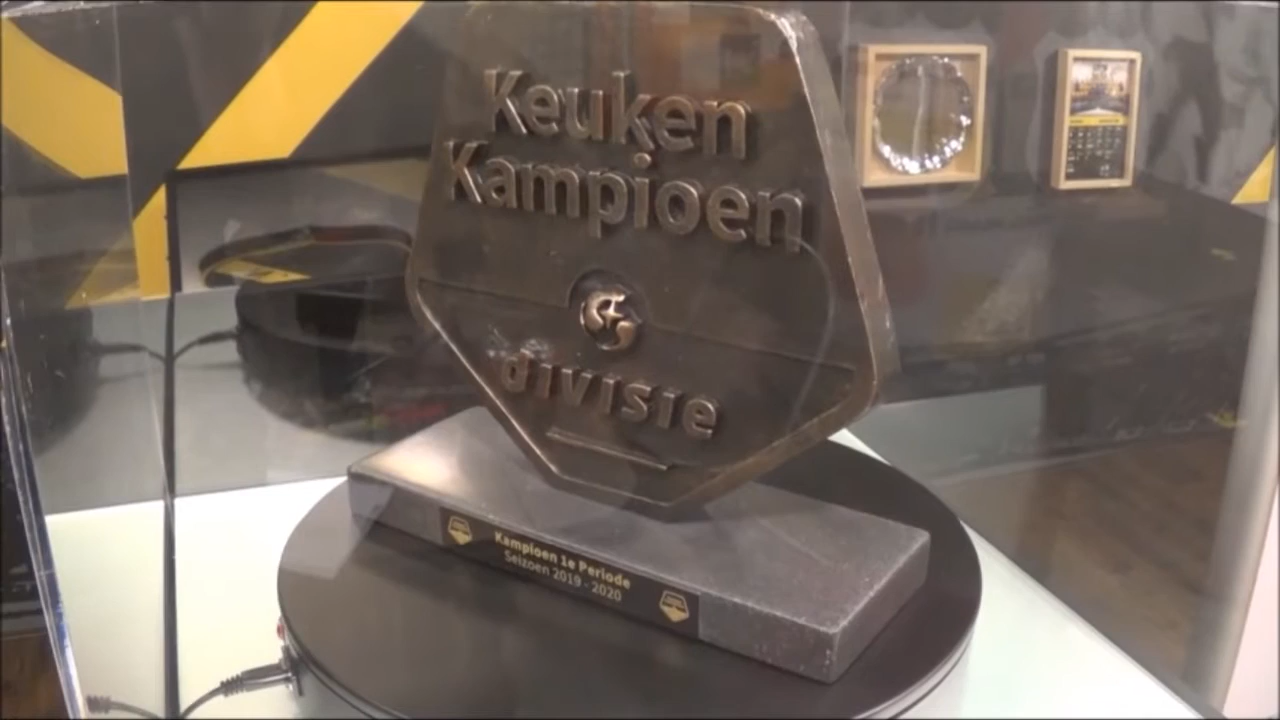 Keuken
Kampioen
divisie
Kampioen 1e Periode
Seizoen 2019 - 2020